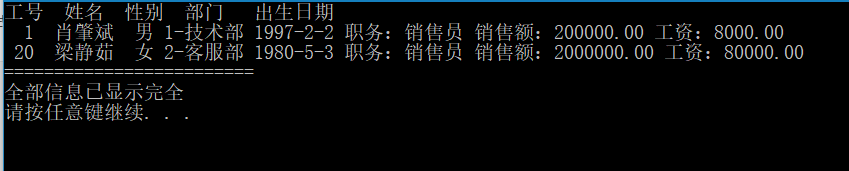 工号  姓名  性别  部门   出生日期
  1  肖肇斌  男 1-技术部 1997-2-2 职务：销售员 销售额：200000.00 工资：8000.00
 20  梁静茹  女 2-客服部 1980-5-3 职务：销售员 销售额：2000000.00 工资：80000.00
=========================
全部信息已显示完全
请按任意键继续. . .